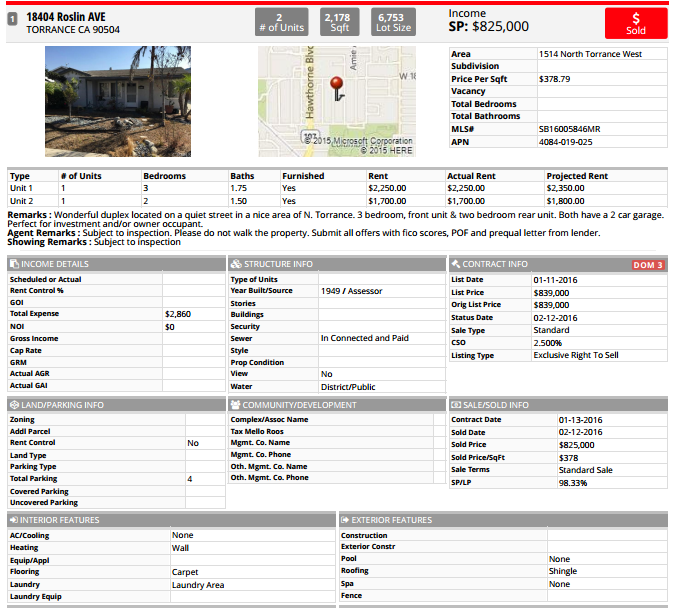 1 18404 Roslin AVE
TORRANCE CA 90504
2
# of Units
2,178
Sqft
6,753
Lot Size
Income
SP: $825,000
$
Sold
Hawthorne Blvd
Amie
W 18
107
© 2015 Microsoft Corporation
© 2015 HERE
Area 1514 North Torrance West
Subdivision
Price Per Sqft $378.79
Vacancy
Total Bedrooms
Total Bathrooms
MLS# SB16005846MR
APN 4084-019-025
Type # of Units Bedrooms Baths Furnished Rent Actual Rent Projected Rent
Unit 1 1 3 1.75 Yes $2,250.00 $2,250.00 $2,350.00
Unit 2 1 2 1.50 Yes $1,700.00 $1,700.00 $1,800.00
Remarks : Wonderful duplex located on a quiet street in a nice area of N. Torrance. 3 bedroom, front unit & two bedroom rear unit. Both have a 2 car garage.
Perfect for investment and/or owner occupant.
Agent Remarks : Subject to inspection. Please do not walk the property. Submit all offers with fico scores, POF and prequal letter from lender.
Showing Remarks : Subject to inspection
INCOME DETAILS
Scheduled or Actual
Rent Control %
GOI
Total Expense $2,860
NOI $0
Gross Income
Cap Rate
GRM
Actual AGR
Actual GAI
STRUCTURE INFO
Type of Units
Year Built/Source 1949 / Assessor
Stories
Buildings
Security
Sewer In Connected and Paid
Style
Prop Condition
View No
Water District/Public
CONTRACT INFO DOM 3
List Date 01-11-2016
List Price $839,000
Orig List Price $839,000
Status Date 02-12-2016
Sale Type Standard
CSO 2.500%
Listing Type Exclusive Right To Sell
LAND/PARKING INFO
Zoning
Addl Parcel
Rent Control No
Land Type
Parking Type
Total Parking 4
Covered Parking
Uncovered Parking
COMMUNITY/DEVELOPMENT
Complex/Assoc Name
Tax Mello Roos
Mgmt. Co. Name
Mgmt. Co. Phone
Oth. Mgmt. Co. Name
Oth. Mgmt. Co. Phone
SALE/SOLD INFO
Contract Date 01-13-2016
Sold Date 02-12-2016
Sold Price $825,000
Sold Price/SqFt $378
Sale Terms Standard Sale
SP/LP 98.33%
INTERIOR FEATURES
AC/Cooling None
Heating Wall
Equip/Appl
Flooring Carpet
Laundry Laundry Area
Laundry Equip
EXTERIOR FEATURES
Construction
Exterior Constr
Pool None
Roofing Shingle
Spa None
Fence